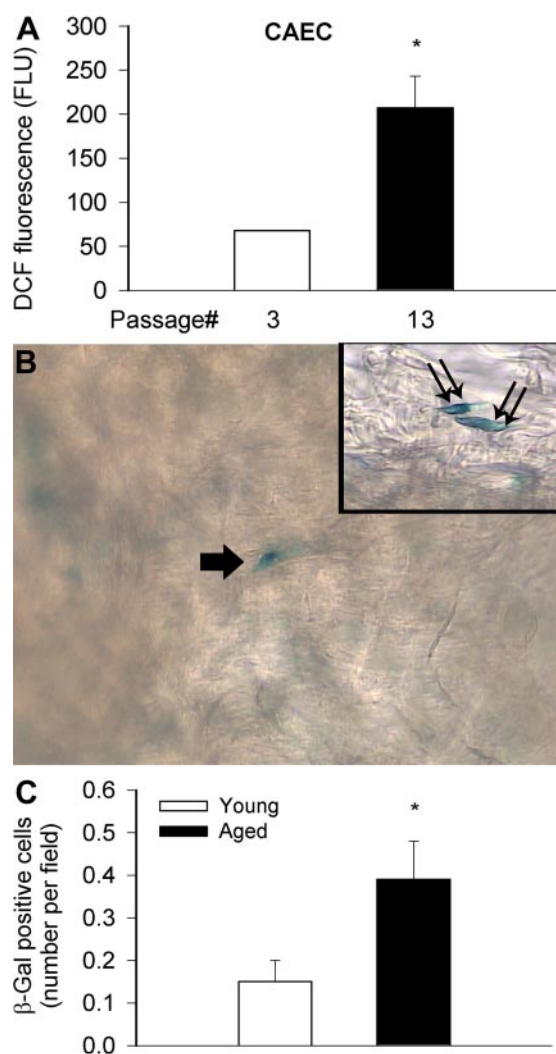 A
CAEC
DCF fluorescence (FLU)
300
250
200
150
100
50
0
*
Passage# 3 13
B
C
β-Gal positive cells
(number per field)
0.6
0.5
0.4
0.3
0.2
0.1
0.0
Young
Aged
*